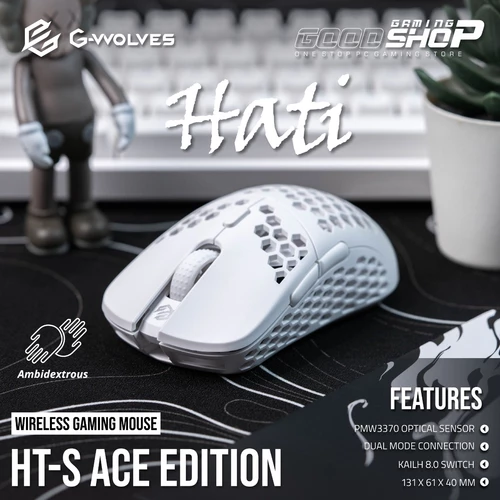 G-WOLVES
GAMING
GOOD SHOP
ONE STOP PC GAMING STORE
Hati
Ambidextrous
WIRELESS GAMING MOUSE
HT-S ACE EDITION
FEATURES
PMW3370 OPTICAL SENSOR
DUAL MODE CONNECTION
KAILH 8.0 SWITCH
131 X 61 X 40 MM